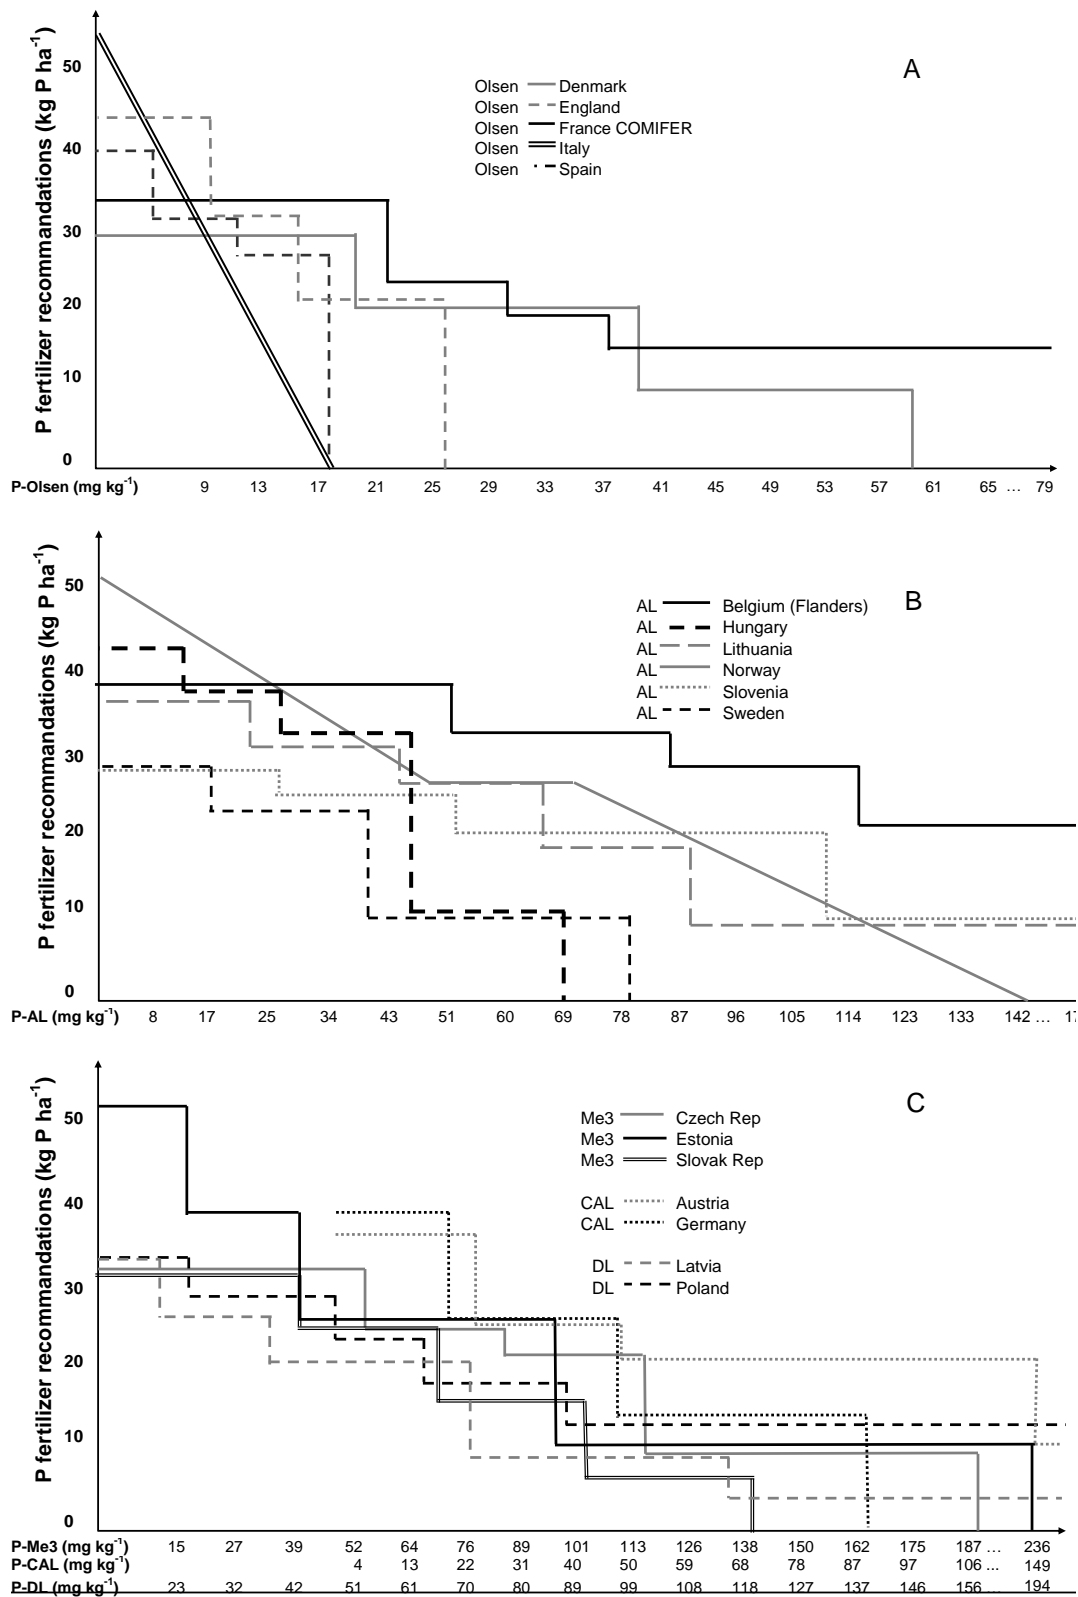 A
P fertilizer recommandations (kg P ha-1)
50
40
30
20
10
0
Olsen Denmark
Olsen England
Olsen France COMIFER
Olsen Italy
Olsen Spain
P-Olsen (mg kg-1) 9 13 17 21 25 29 33 37 41 45 49 53 57 61 65 ... 79
B
P fertilizer recommandations (kg P ha-1)
50
40
30
20
10
0
AL Belgium (Flanders)
AL Hungary
AL Lithuania
AL Norway
AL Slovenia
AL Sweden
P-AL (mg kg-1) 8 17 25 34 43 51 60 69 78 87 96 105 114 123 133 142 ... 17
C
P fertilizer recommandations (kg P ha-1)
50
40
30
20
10
0
Me3 Czech Rep
Me3 Estonia
Me3 Slovak Rep
CAL Austria
CAL Germany
DL Latvia
DL Poland
P-Me3 (mg kg-1) 15 27 39 52 64 76 89 101 113 126 138 150 162 175 187 ... 236
P-CAL (mg kg-1) 4 13 22 31 40 50 59 68 78 87 97 106 ... 149
P-DL (mg kg-1) 23 32 42 51 61 70 80 89 99 108 118 127 137 146 156 ... 194